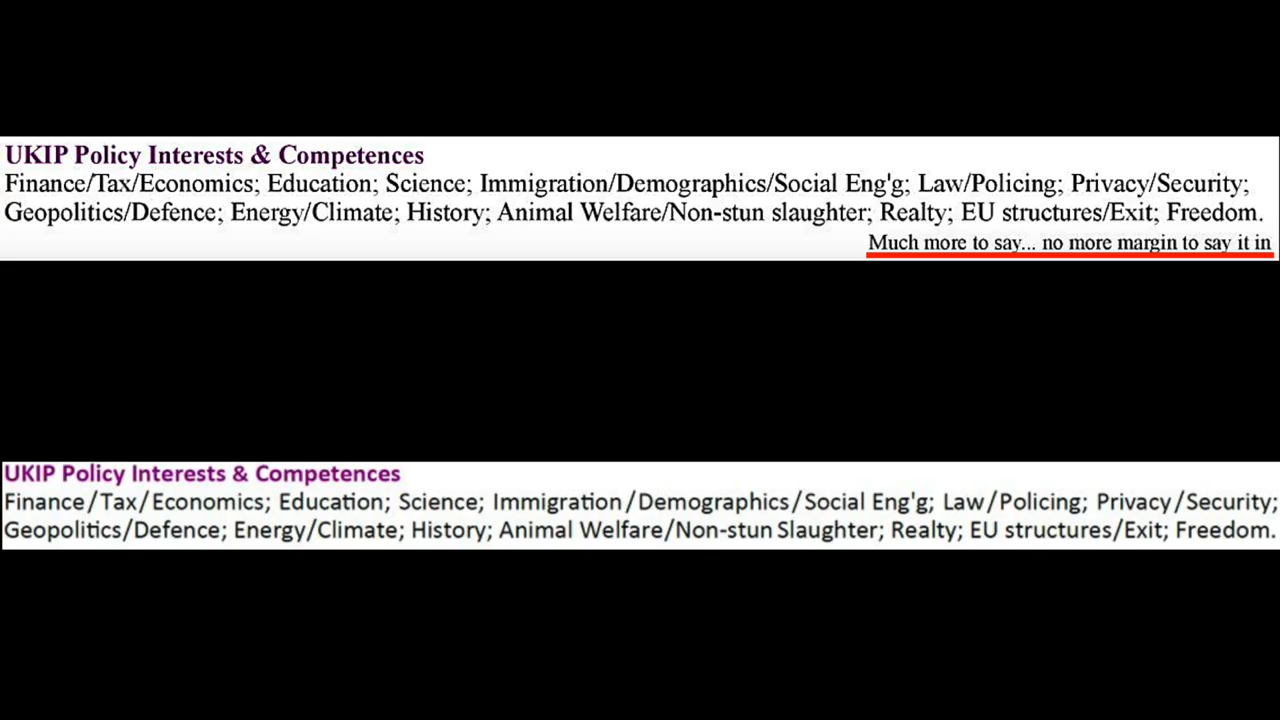 UKIP Policy Interests & Competences
Finance/Tax/Economics; Education; Science; Immigration/Demographics/Social Eng'g; Law/Policing; Privacy/Security;
Geopolitics/Defence; Energy/Climate; History; Animal Welfare/Non-stun slaughter; Realty; EU structures/Exit; Freedom.
Much more to say... no more margin to say it in
UKIP Policy Interests & Competences
Finance/Tax/Economics; Education; Science; Immigration/Demographics/Social Eng'g; Law/Policing; Privacy/Security;
Geopolitics/Defence; Energy/Climate; History; Animal Welfare/Non-stun Slaughter; Realty; EU structures/Exit; Freedom.